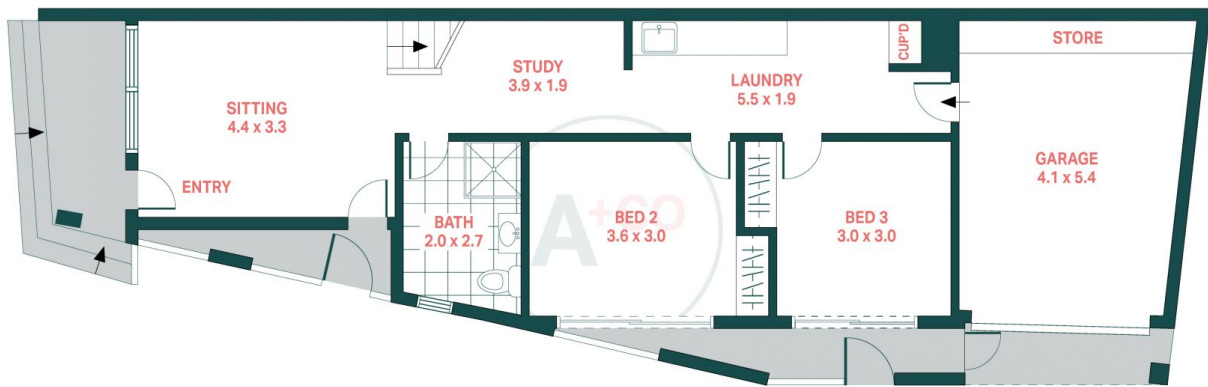 SITTING
4.4 x 3.3
ENTRY
STUDY
3.9 x 1.9
LAUNDRY
5.5 x 1.9
CUP'D
STORE
GARAGE
4.1 x 5.4
BATH
2.0 x 2.7
BED 2
3.6 x 3.0
BED 3
3.0 x 3.0
A+CO